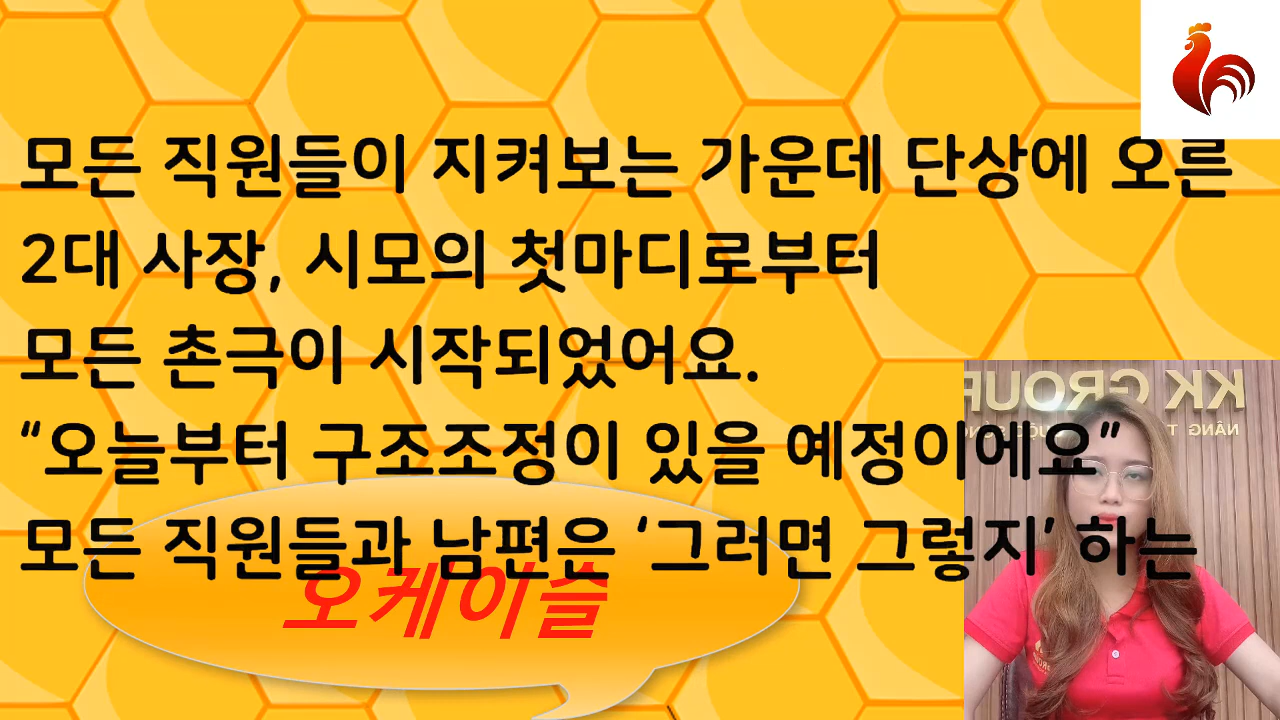 모든 직원들이 지켜보는 가운데 단상에 오른
2대 사장, 시모의 첫마디로부터
모든 촌극이 시작되었어요.
“오늘부터 구조조정이 있을 예정이에요”
모든 직원들과 남편은 ‘그러면 그렇지’ 하는
오케이슬
KK GROUP
NÂNG T